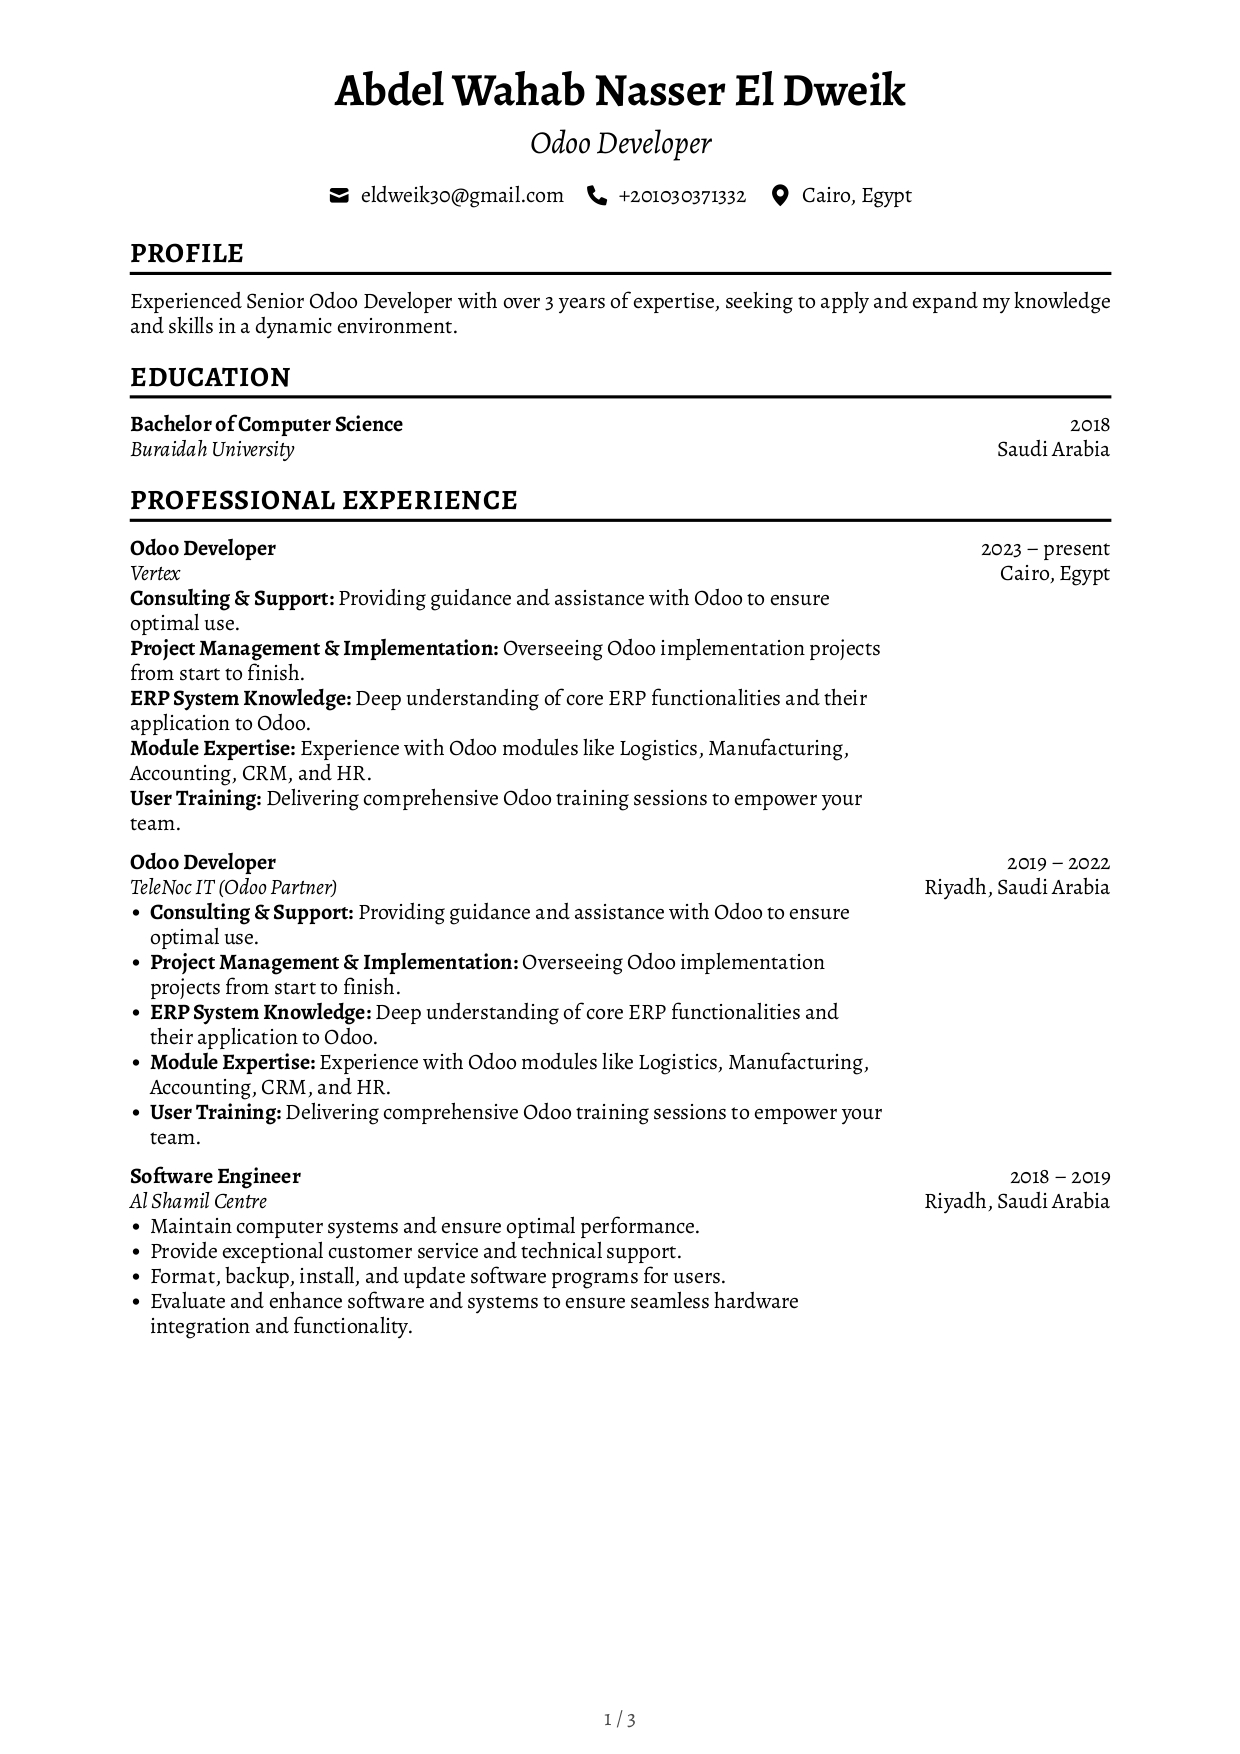 Abdel Wahab Nasser El Dweik
Odoo Developer
eldweik30@gmail.com +201030371332 Cairo, Egypt
PROFILE
Experienced Senior Odoo Developer with over 3 years of expertise, seeking to apply and expand my knowledge
and skills in a dynamic environment.
EDUCATION
Bachelor of Computer Science 2018
Buraidah University Saudi Arabia
PROFESSIONAL EXPERIENCE
Odoo Developer 2023 – present
Vertex Cairo, Egypt
Consulting & Support: Providing guidance and assistance with Odoo to ensure
optimal use.
Project Management & Implementation: Overseeing Odoo implementation projects
from start to finish.
ERP System Knowledge: Deep understanding of core ERP functionalities and their
application to Odoo.
Module Expertise: Experience with Odoo modules like Logistics, Manufacturing,
Accounting, CRM, and HR.
User Training: Delivering comprehensive Odoo training sessions to empower your
team.
Odoo Developer 2019 – 2022
TeleNoc IT (Odoo Partner) Riyadh, Saudi Arabia
• Consulting & Support: Providing guidance and assistance with Odoo to ensure
optimal use.
• Project Management & Implementation: Overseeing Odoo implementation
projects from start to finish.
• ERP System Knowledge: Deep understanding of core ERP functionalities and
their application to Odoo.
• Module Expertise: Experience with Odoo modules like Logistics, Manufacturing,
Accounting, CRM, and HR.
• User Training: Delivering comprehensive Odoo training sessions to empower your
team.
Software Engineer 2018 – 2019
Al Shamil Centre Riyadh, Saudi Arabia
• Maintain computer systems and ensure optimal performance.
• Provide exceptional customer service and technical support.
• Format, backup, install, and update software programs for users.
• Evaluate and enhance software and systems to ensure seamless hardware
integration and functionality.
1 / 3